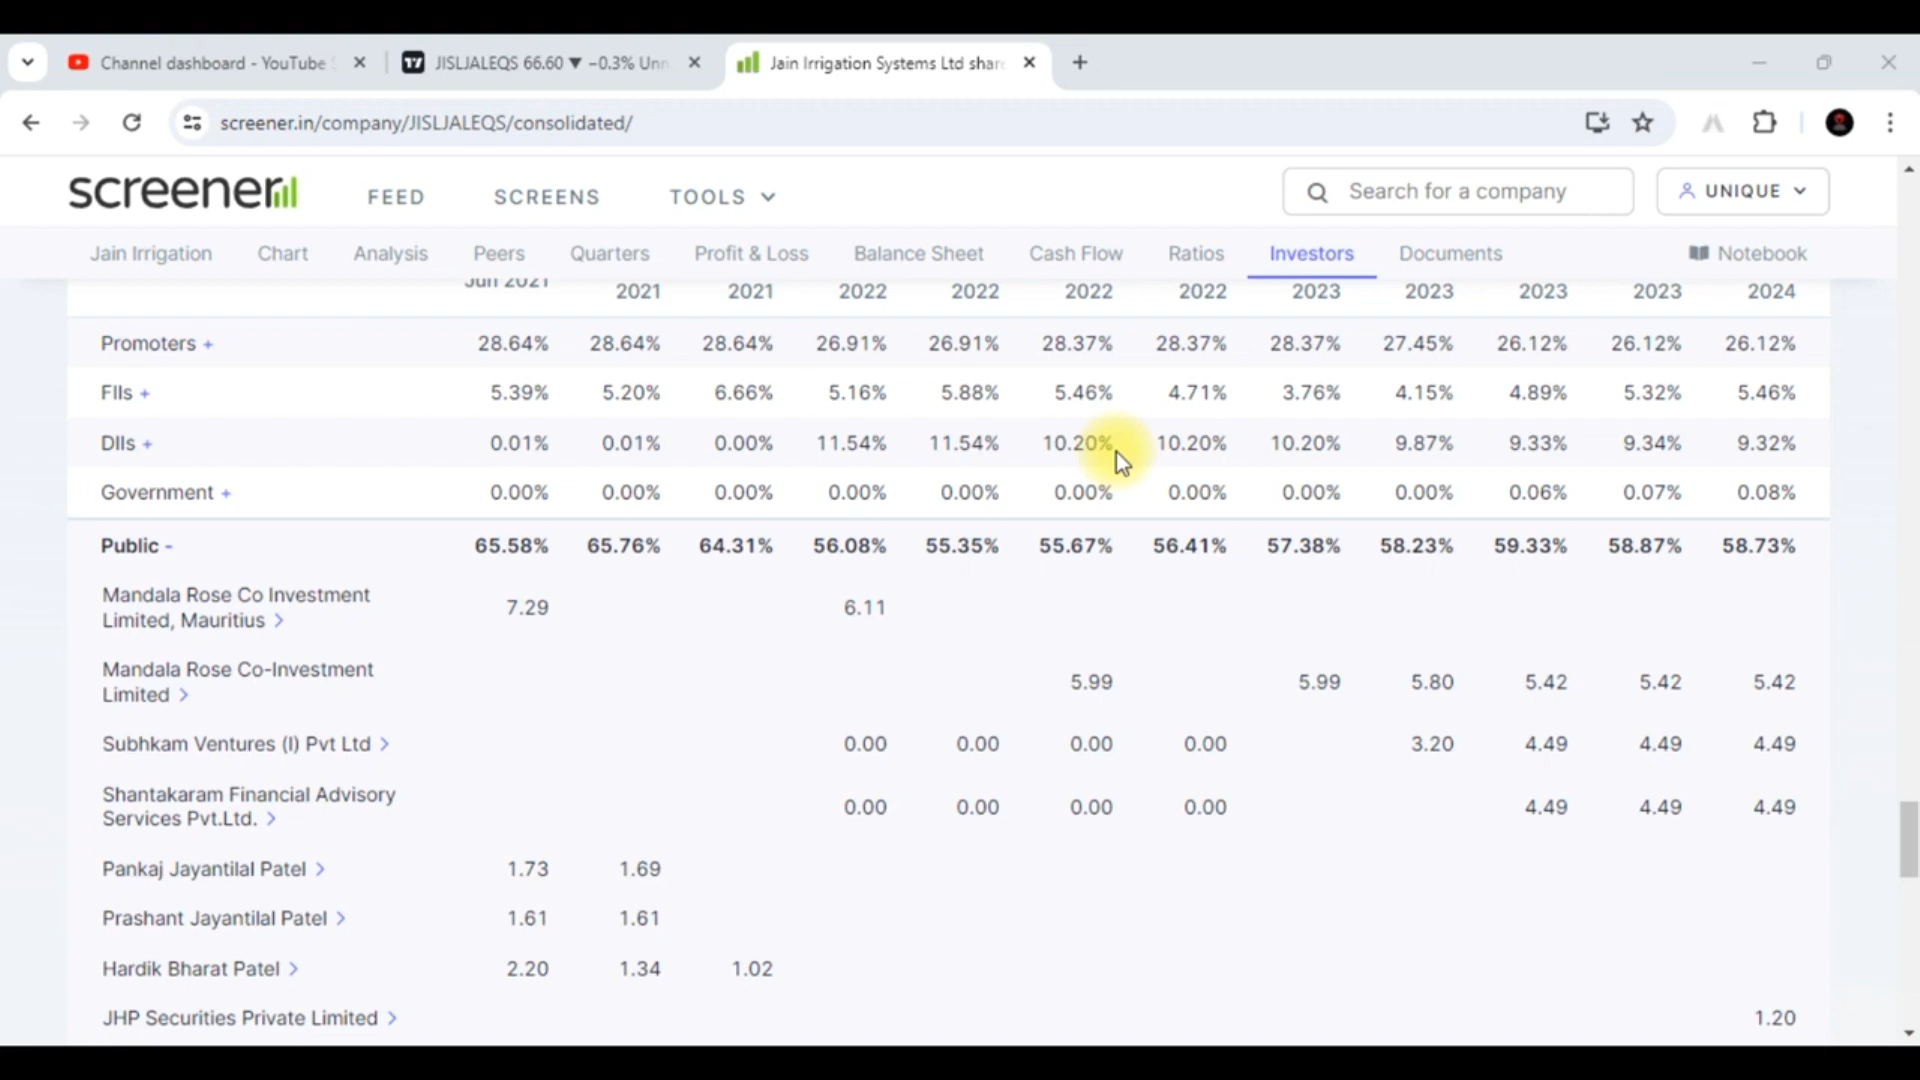 Channel dashboard - YouTube
JISLJALEQS 66.60 ▼ −0.3% Unn
Jain Irrigation Systems Ltd share
screener.in/company/JISLJALEQS/consolidated/
screener
FEED SCREENS TOOLS
Search for a company
UNIQUE
Jain Irrigation Chart Analysis Peers Quarters Profit & Loss Balance Sheet Cash Flow Ratios Investors Documents Notebook
Jun 2021 2021 2021 2022 2022 2022 2022 2023 2023 2023 2023 2024
Promoters + 28.64% 28.64% 28.64% 26.91% 26.91% 28.37% 28.37% 28.37% 27.45% 26.12% 26.12% 26.12%
FIIs + 5.39% 5.20% 6.66% 5.16% 5.88% 5.46% 4.71% 3.76% 4.15% 4.89% 5.32% 5.46%
DIIs + 0.01% 0.01% 0.00% 11.54% 11.54% 10.20% 10.20% 10.20% 9.87% 9.33% 9.34% 9.32%
Government + 0.00% 0.00% 0.00% 0.00% 0.00% 0.00% 0.00% 0.00% 0.00% 0.06% 0.07% 0.08%
Public - 65.58% 65.76% 64.31% 56.08% 55.35% 55.67% 56.41% 57.38% 58.23% 59.33% 58.87% 58.73%
Mandala Rose Co Investment
Limited, Mauritius > 7.29 6.11
Mandala Rose Co-Investment
Limited > 5.99 5.99 5.80 5.42 5.42 5.42
Subhkam Ventures (I) Pvt Ltd > 0.00 0.00 0.00 0.00 3.20 4.49 4.49 4.49
Shantakaram Financial Advisory
Services Pvt.Ltd. > 0.00 0.00 0.00 0.00 4.49 4.49 4.49
Pankaj Jayantilal Patel > 1.73 1.69
Prashant Jayantilal Patel > 1.61 1.61
Hardik Bharat Patel > 2.20 1.34 1.02
JHP Securities Private Limited > 1.20